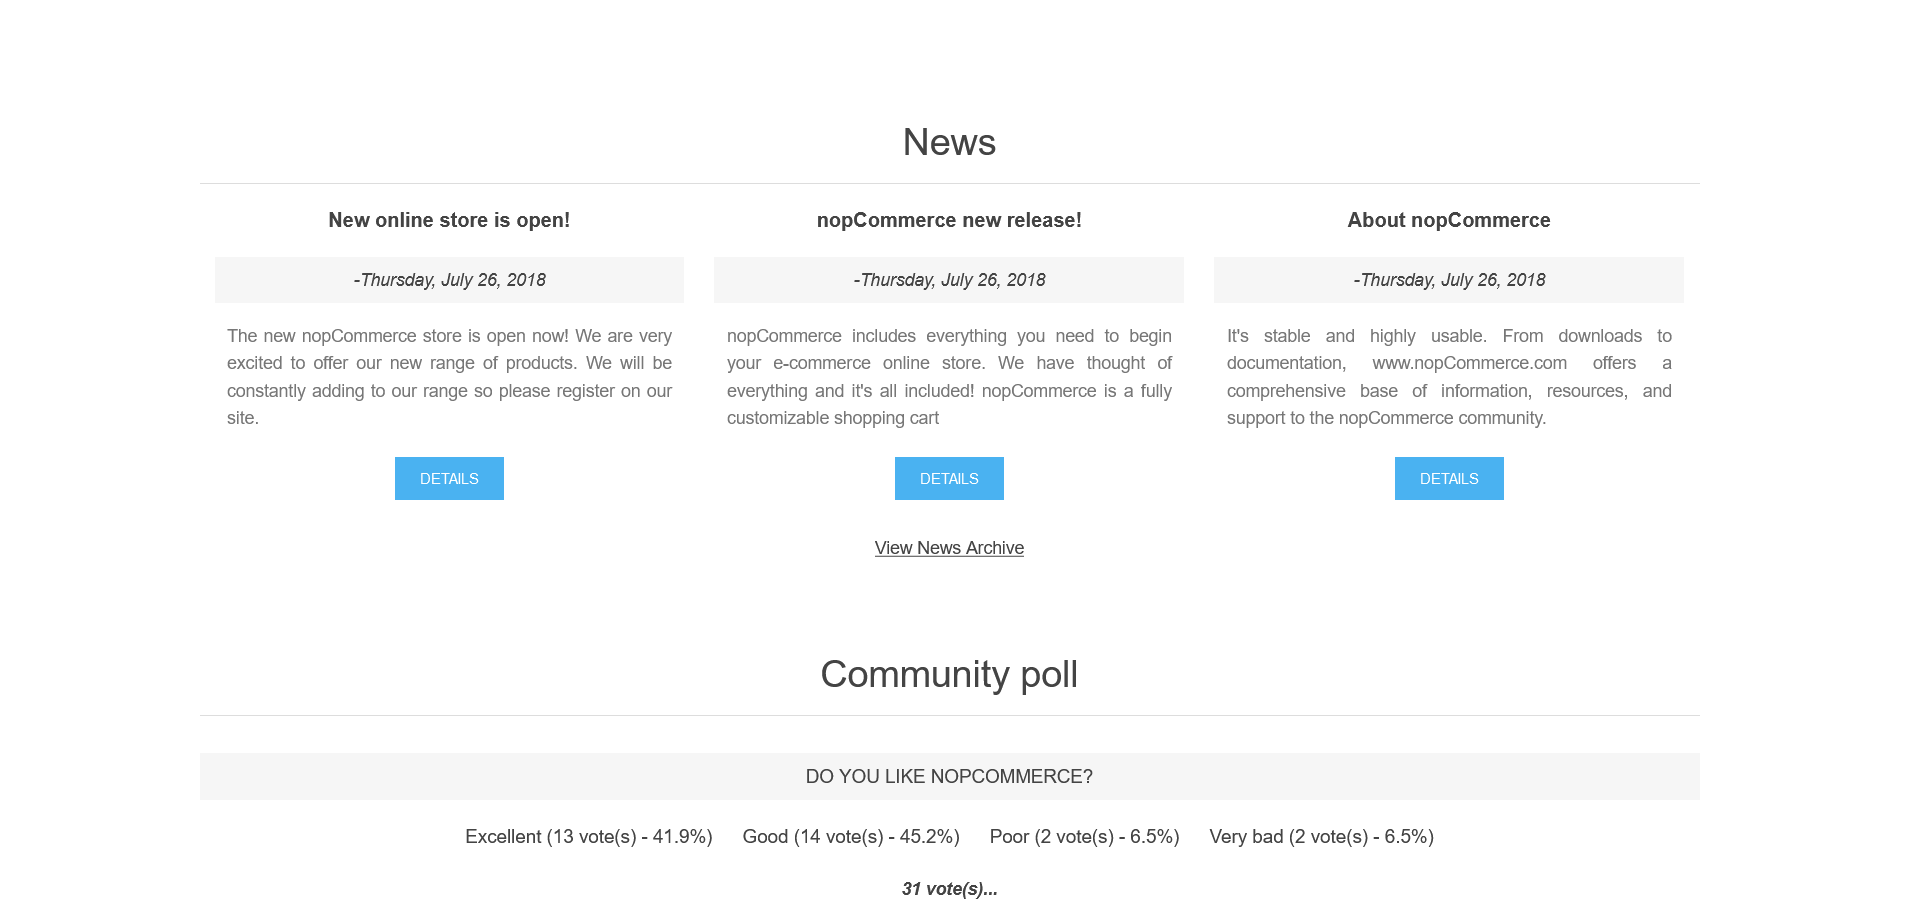 News
New online store is open!
-Thursday, July 26, 2018
The new nopCommerce store is open now! We are very
excited to offer our new range of products. We will be
constantly adding to our range so please register on our
site.
DETAILS
nopCommerce new release!
-Thursday, July 26, 2018
nopCommerce includes everything you need to begin
your e-commerce online store. We have thought of
everything and it's all included! nopCommerce is a fully
customizable shopping cart
DETAILS
About nopCommerce
-Thursday, July 26, 2018
It's stable and highly usable. From downloads to
documentation, www.nopCommerce.com offers a
comprehensive base of information, resources, and
support to the nopCommerce community.
DETAILS
View News Archive
Community poll
DO YOU LIKE NOPCOMMERCE?
Excellent (13 vote(s) - 41.9%) Good (14 vote(s) - 45.2%) Poor (2 vote(s) - 6.5%) Very bad (2 vote(s) - 6.5%)
31 vote(s)...